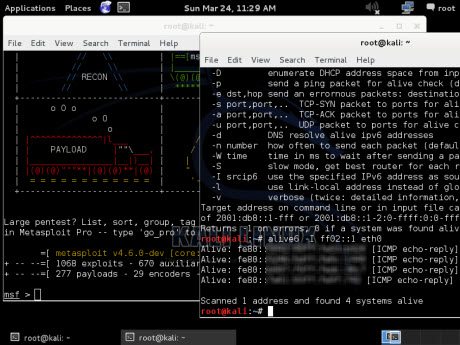 Applications Places Sun Mar 24, 11:29 AM root
root@kali: ~
File Edit View Search Terminal Help
RECON
o O o
PAYLOAD
Large pentest? List, sort, group, tag
in Metasploit Pro -- type 'go_pro'
=[ metasploit v4.6.0-dev [core:
+ -- --=[ 1068 exploits - 670 auxiliar
+ -- --=[ 277 payloads - 29 encoders
msf >
root@kali: ~
File Edit View Search Terminal Help
-D enumerate DHCP address space from inp
-p send a ping packet for alive check (d
-e dst,hop send an errornous packets: destinatio
-s port,port,.. TCP-SYN packet to ports for ali
-a port,port,.. TCP-ACK packet to ports for ali
-u port,port,.. UDP packet to ports for alive c
-d DNS resolve alive ipv6 addresses
-n number how often to send each packet (defaul
-W time time in ms to wait after sending a pa
-S slow mode, get best router for each r
-I srcip6 use the specified IPv6 address as sou
-l use link-local address instead of glo
-v verbose (twice: detailed information,
Target address on command line or in input file ca
of 2001:db8::1-fff or 2001:db8::1-2:0-ffff:0:0-fff
Returns -1 on errors, 0 if a system was found aliv
root@kali:~# alive6 -I ff02::1 eth0
Alive: fe80: [ICMP echo-reply]
Alive: fe80: [ICMP echo-reply]
Alive: fe80: [ICMP echo-reply]
Alive: fe80: [ICMP echo-reply]
Scanned 1 address and found 4 systems alive
root@kali:~#
root@kali: ~
root@kali: ~